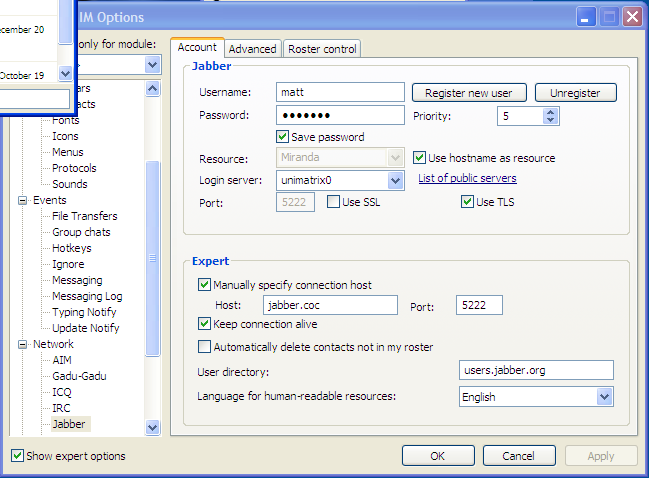 IM Options
ecember 20
October 19
only for module:
Fonts
Icons
Menus
Protocols
Sounds
Events
File Transfers
Group chats
Hotkeys
Ignore
Messaging
Messaging Log
Typing Notify
Update Notify
Network
AIM
Gadu-Gadu
ICQ
IRC
Jabber
Show expert options
Account Advanced Roster control
Jabber
Username: matt Register new user Unregister
Password: ●●●●●●● Priority: 5
Save password
Resource: Miranda Use hostname as resource
Login server: unimatrix0 List of public servers
Port: 5222 Use SSL Use TLS
Expert
Manually specify connection host
Host: jabber.coc Port: 5222
Keep connection alive
Automatically delete contacts not in my roster
User directory: users.jabber.org
Language for human-readable resources: English
OK Cancel Apply